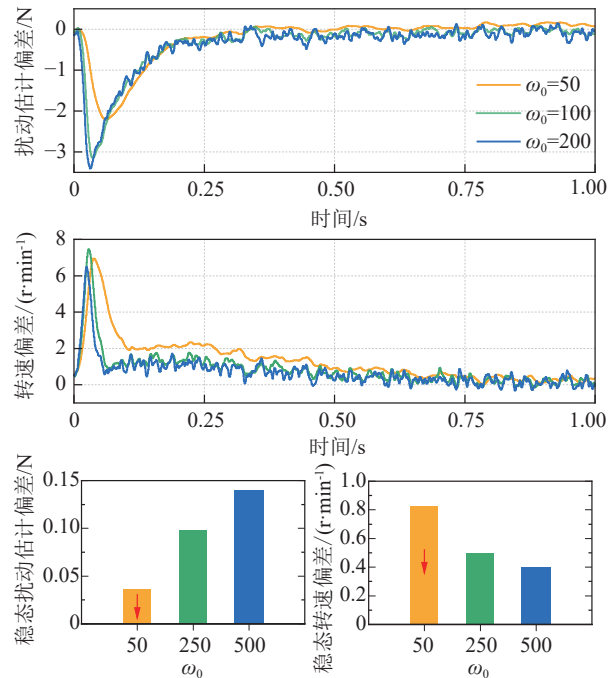 扰动估计偏差/N
0
-1
-2
-3
ω₀=50
ω₀=100
ω₀=200
0 0.25 0.50 0.75 1.00
时间/s
转速偏差/(r·min⁻¹)
8
6
4
2
0
0 0.25 0.50 0.75 1.00
时间/s
稳态扰动估计偏差/N
0.15
0.10
0.05
0
50 250 500
ω₀
稳态转速偏差/(r·min⁻¹)
1.0
0.8
0.6
0.4
0.2
0
50 250 500
ω₀